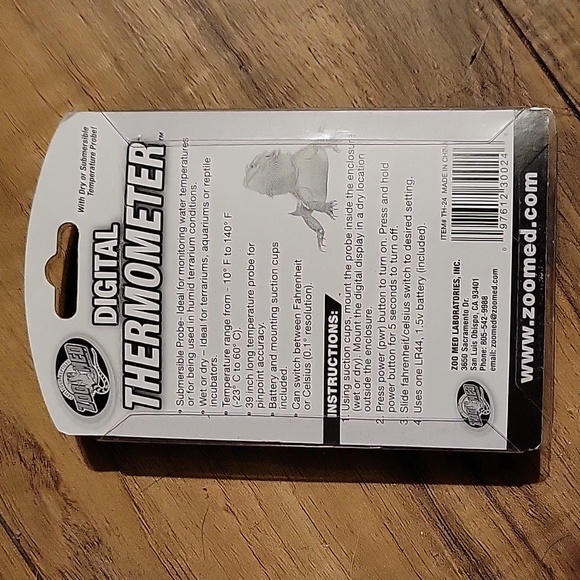 ZOO MED
With Dry or Submersible
Temperature Probe!
DIGITAL
THERMOMETER™
• Submersible Probe- Ideal for monitoring water temperatures
or for being used in humid terrarium conditions.
• Wet or dry – Ideal for terrariums, aquariums or reptile
incubators.
• Temperature range from - 10° F to 140° F
(-23° C to 60° C)
• 39 inch long temperature probe for
pinpoint accuracy.
• Battery and mounting suction cups
included.
• Can switch between Fahrenheit
or Celsius (0.1° resolution)
INSTRUCTIONS:
1. Using suction cups, mount the probe inside the enclosure
(wet or dry). Mount the digital display in a dry location
outside the enclosure.
2. Press power (pwr) button to turn on. Press and hold
power button for 2 seconds to turn off.
3. Slide fahrenheit/celsius switch to desired setting.
4. Uses one LR44, 1.5v battery (included).
ZOO MED
ZOO MED LABORATORIES, INC.
3650 Sacramento Dr.
San Luis Obispo, CA 93401
Phone: 805-542-9988
email: zoomed@zoomed.com
ITEM# TH-24 MADE IN CHINA
0 97612 30024
www.zoomed.com